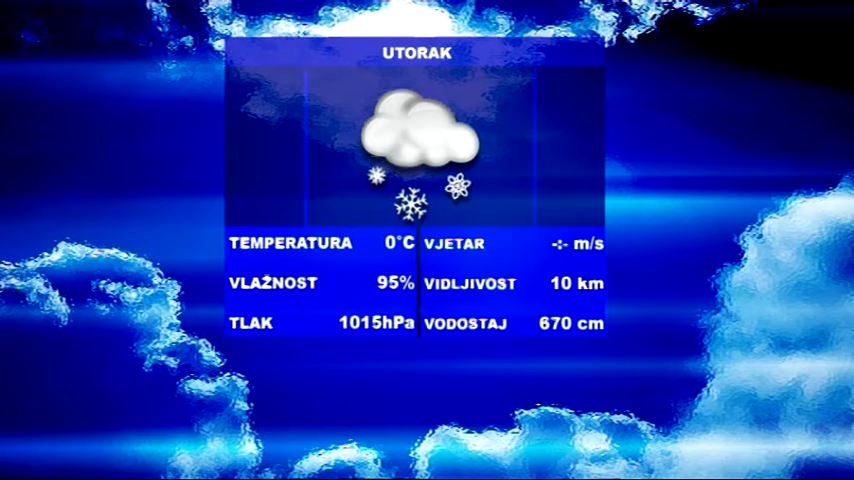 UTORAK
TEMPERATURA 0°C VJETAR -:- m/s
VLAŽNOST 95% VIDLJIVOST 10 km
TLAK 1015hPa VODOSTAJ 670 cm